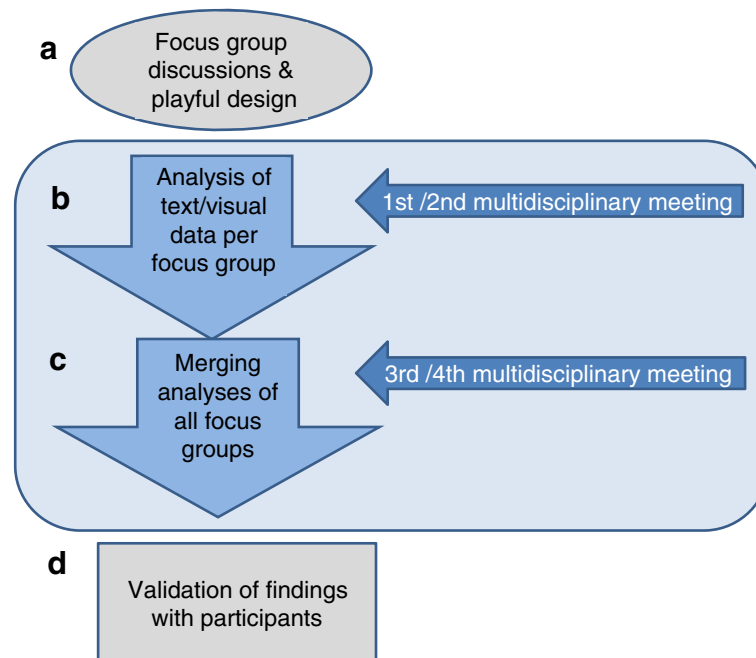 a
Focus group
discussions &
playful design
b
Analysis of
text/visual
data per
focus group
1st /2nd multidisciplinary meeting
c
Merging
analyses of
all focus
groups
3rd /4th multidisciplinary meeting
d
Validation of findings
with participants